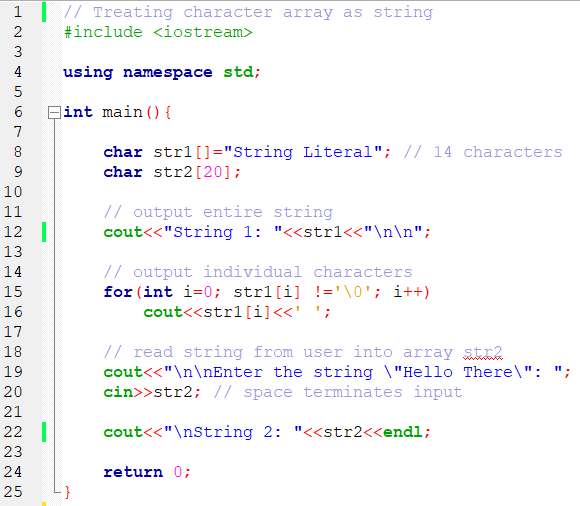 1 // Treating character array as string
2 #include <iostream>
3
4 using namespace std;
5
6 int main(){
7
8 char str1[]="String Literal"; // 14 characters
9 char str2[20];
10
11 // output entire string
12 cout<<"String 1: "<<str1<<"\n\n";
13
14 // output individual characters
15 for(int i=0; str1[i] !='\0'; i++)
16 cout<<str1[i]<<' ';
17
18 // read string from user into array str2
19 cout<<"\n\nEnter the string \"Hello There\": ";
20 cin>>str2; // space terminates input
21
22 cout<<"\nString 2: "<<str2<<endl;
23
24 return 0;
25 }